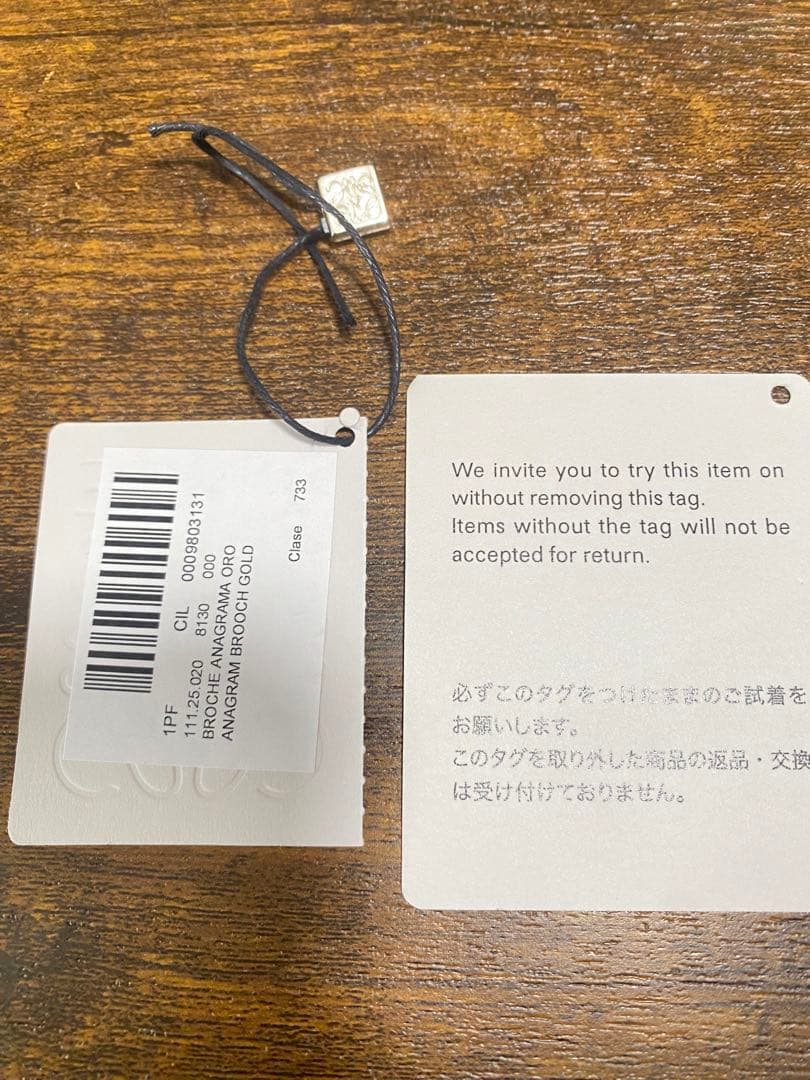 1PF CIL 0009803131
111.25.020 8130 000
BROCHE ANAGRAMA ORO
ANAGRAM BROOCH GOLD
Clase 733
We invite you to try this item on
without removing this tag.
Items without the tag will not be
accepted for return.
必ずこのタグをつけたままのご試着を
お願いします。
このタグを取り外した商品の返品・交換
は受け付けておりません。